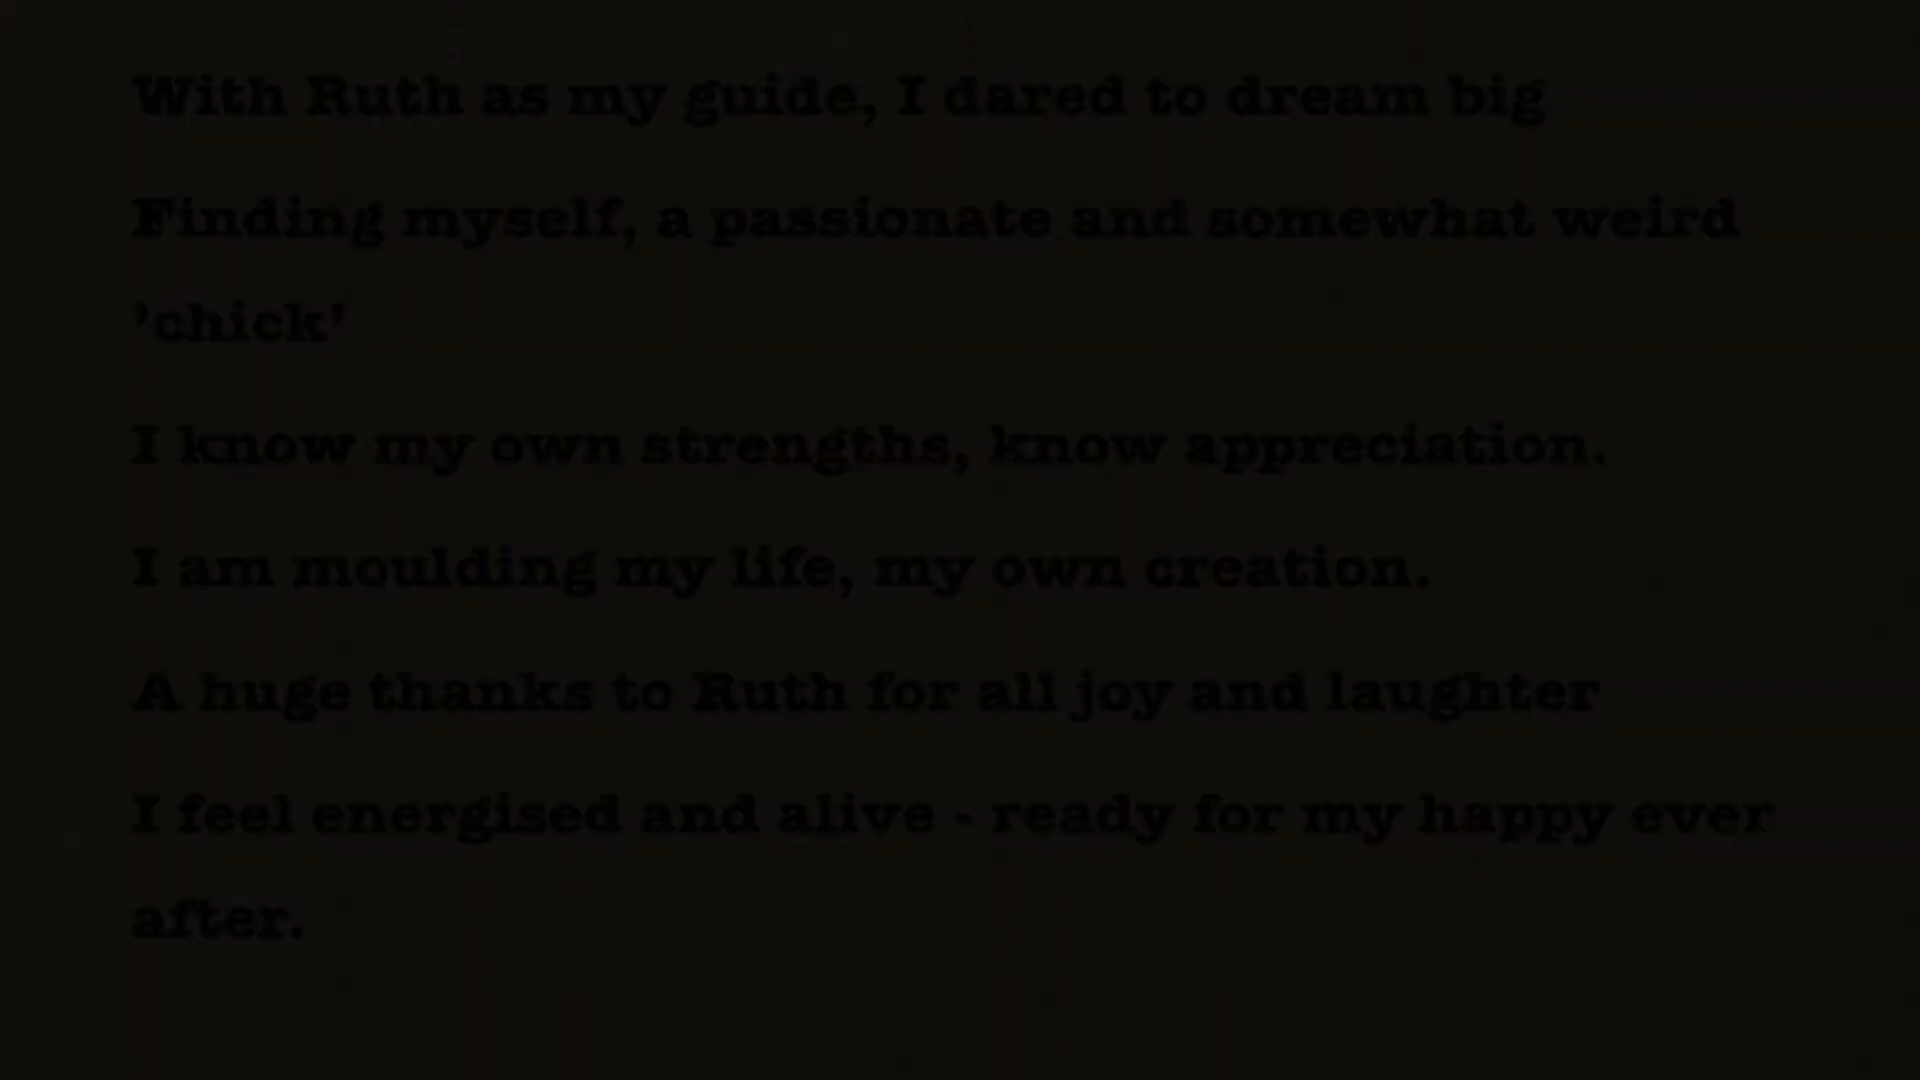 With Ruth as my guide, I dared to dream big
Finding myself, a passionate and somewhat weird
'chick'
I know my own strengths, know appreciation.
I am moulding my life, my own creation.
A huge thanks to Ruth for all joy and laughter
I feel energised and alive - ready for my happy ever
after.